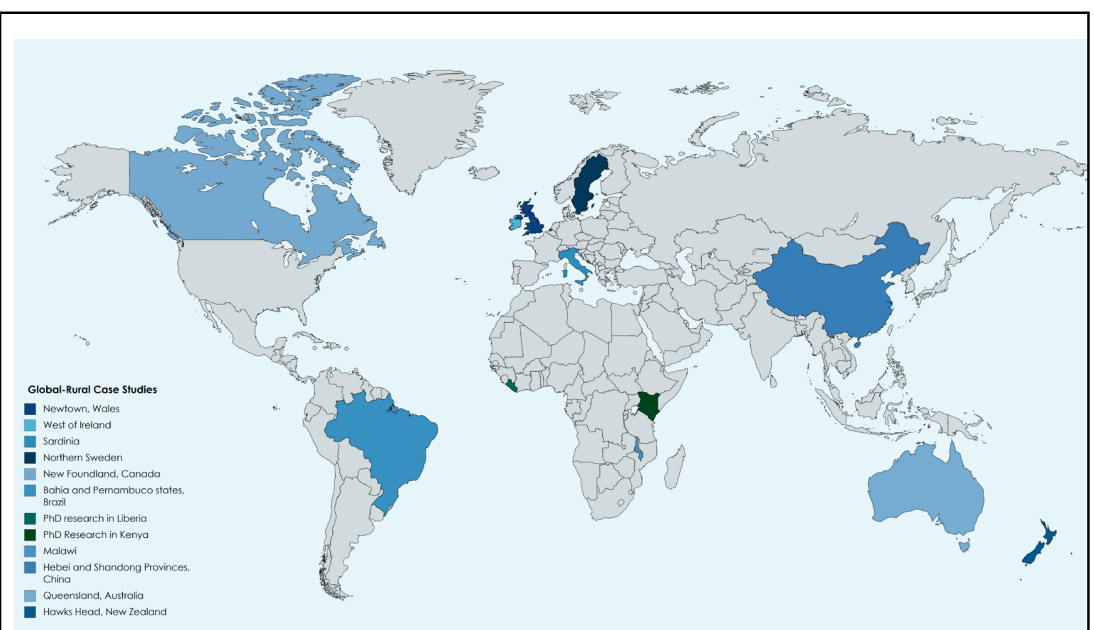 Global-Rural Case Studies
Newtown, Wales
West of Ireland
Sardinia
Northern Sweden
New Foundland, Canada
Bahia and Pernambuco states,
Brazil
PhD research in Liberia
PhD Research in Kenya
Malawi
Hebei and Shandong Provinces,
China
Queensland, Australia
Hawks Head, New Zealand